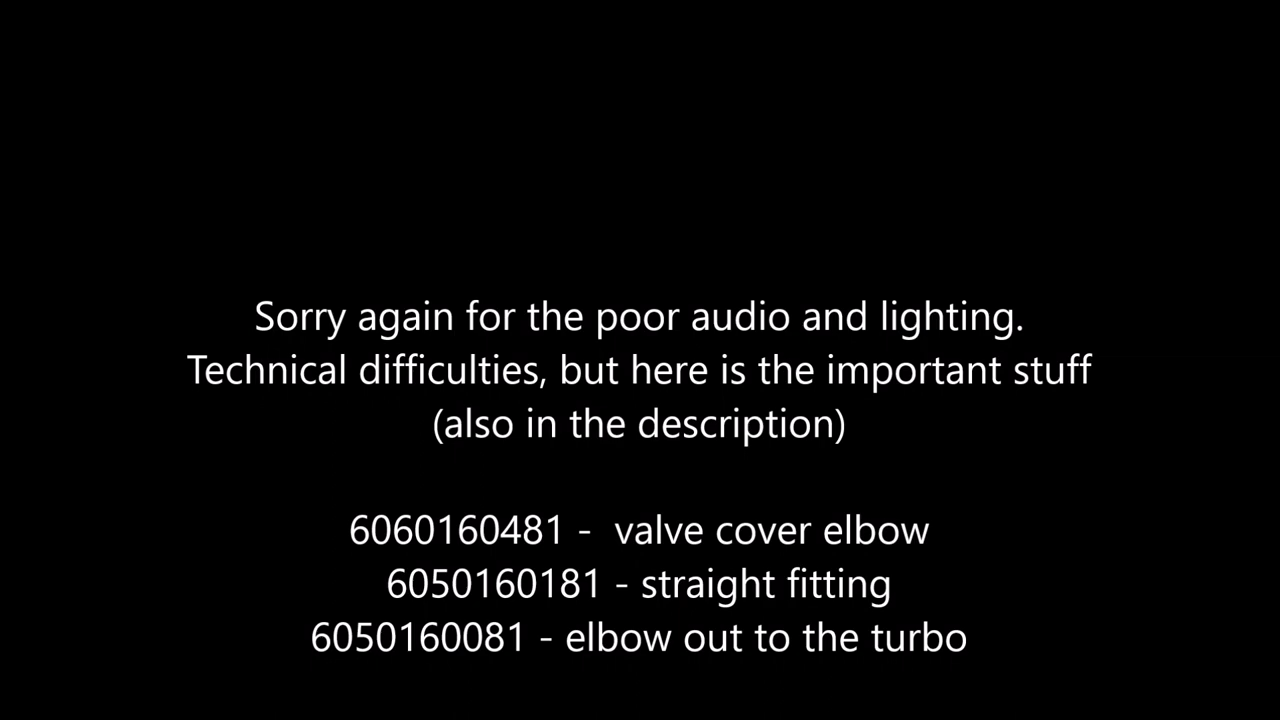 Sorry again for the poor audio and lighting.
Technical difficulties, but here is the important stuff
(also in the description)
6060160481 -  valve cover elbow
6050160181 - straight fitting
6050160081 - elbow out to the turbo